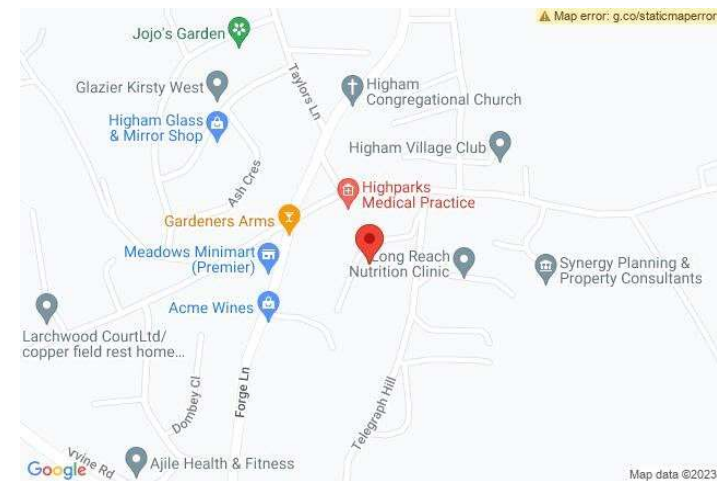 Map error: g.co/staticmaperror
Jojo's Garden
Glazier Kirsty West
Higham
Congregational Church
Taylors Ln
Higham Glass
& Mirror Shop
Higham Village Club
Ash Cres
Highparks
Medical Practice
Gardeners Arms
Meadows Minimart
(Premier)
Long Reach
Nutrition Clinic
Synergy Planning &
Property Consultants
Acme Wines
Larchwood CourtLtd/
copper field rest home...
Dombey Cl
Forge Ln
Telegraph Hill
Rd
Ajile Health & Fitness
Google
Map data ©2023